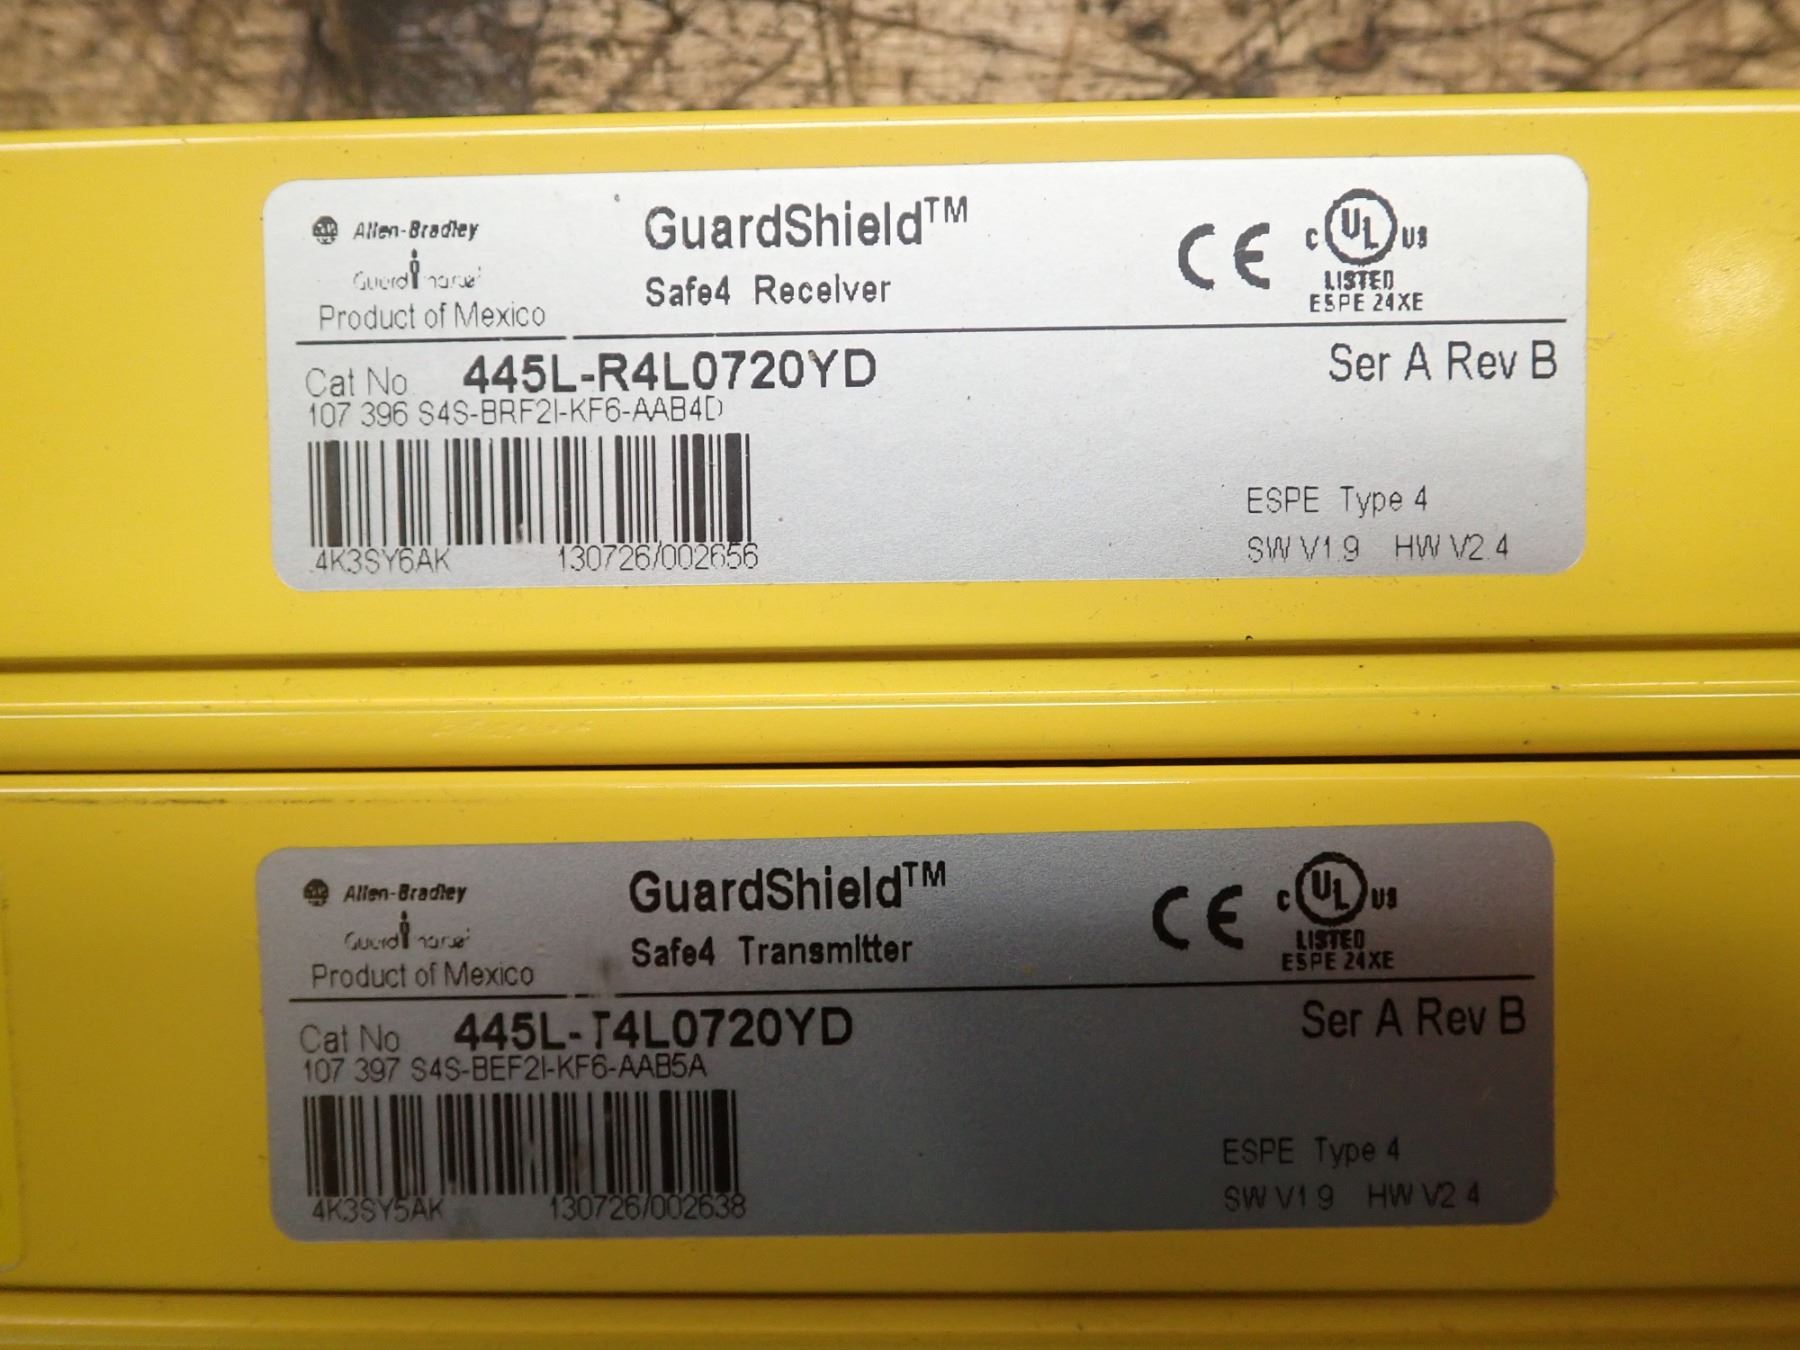 Allen-Bradley
Guardmaster
Product of Mexico
GuardShield™
Safe4 Receiver
CE
c UL us
LISTED
ESPE 24XE
Cat No 445L-R4L0720YD
Ser A Rev B
107 396 S4S-BRF2I-KF6-AAB4D
4K3SY6AK 130726/002656
ESPE Type 4
SW V1.9 HW V2.4
Allen-Bradley
Guardmaster
Product of Mexico
GuardShield™
Safe4 Transmitter
CE
c UL us
LISTED
ESPE 24XE
Cat No 445L-T4L0720YD
Ser A Rev B
107 397 S4S-BEF2I-KF6-AAB5A
4K3SY5AK 130726/002638
ESPE Type 4
SW V1.9 HW V2.4